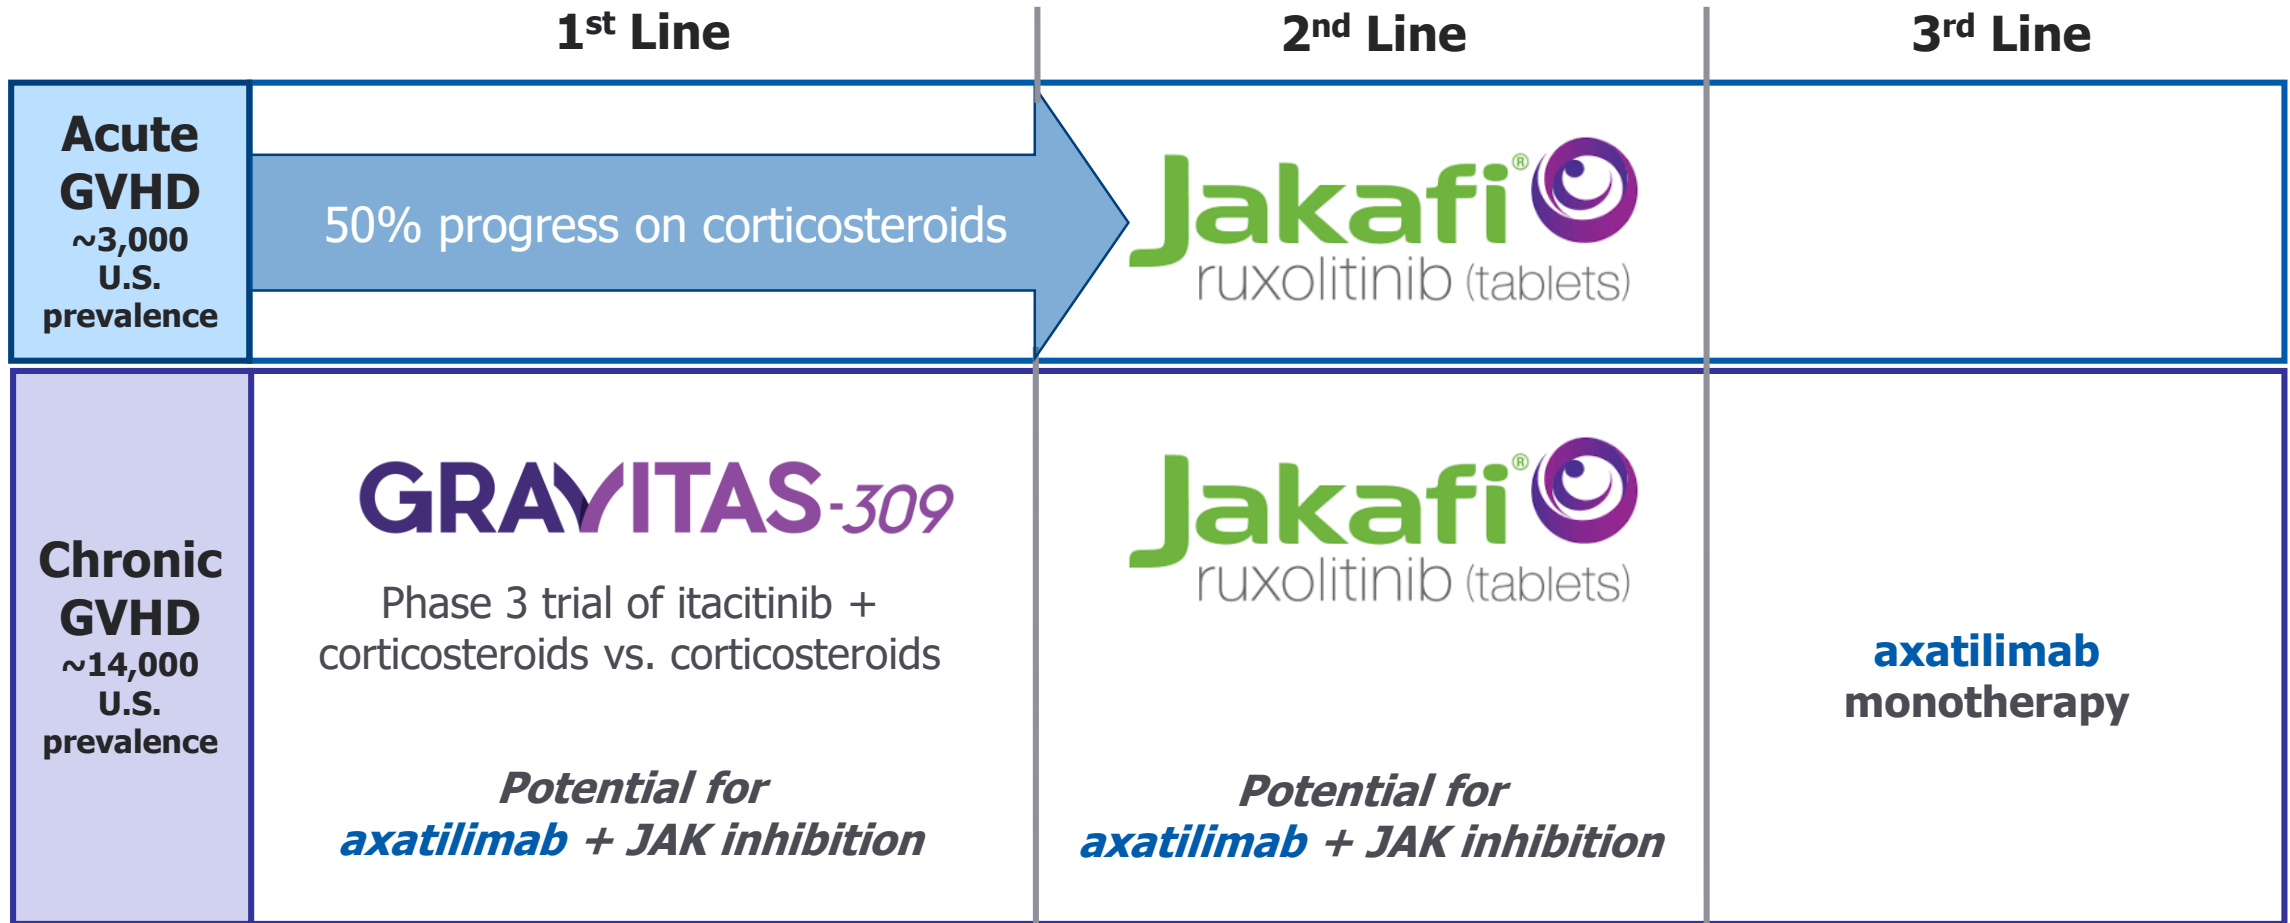 1st Line
2nd Line
3rd Line
Acute
GVHD
~3,000
U.S.
prevalence
50% progress on corticosteroids
Jakafi®
ruxolitinib (tablets)
Chronic
GVHD
~14,000
U.S.
prevalence
GRAVITAS-309
Phase 3 trial of itacitinib +
corticosteroids vs. corticosteroids
Potential for
axatilimab + JAK inhibition
Jakafi®
ruxolitinib (tablets)
Potential for
axatilimab + JAK inhibition
axatilimab
monotherapy